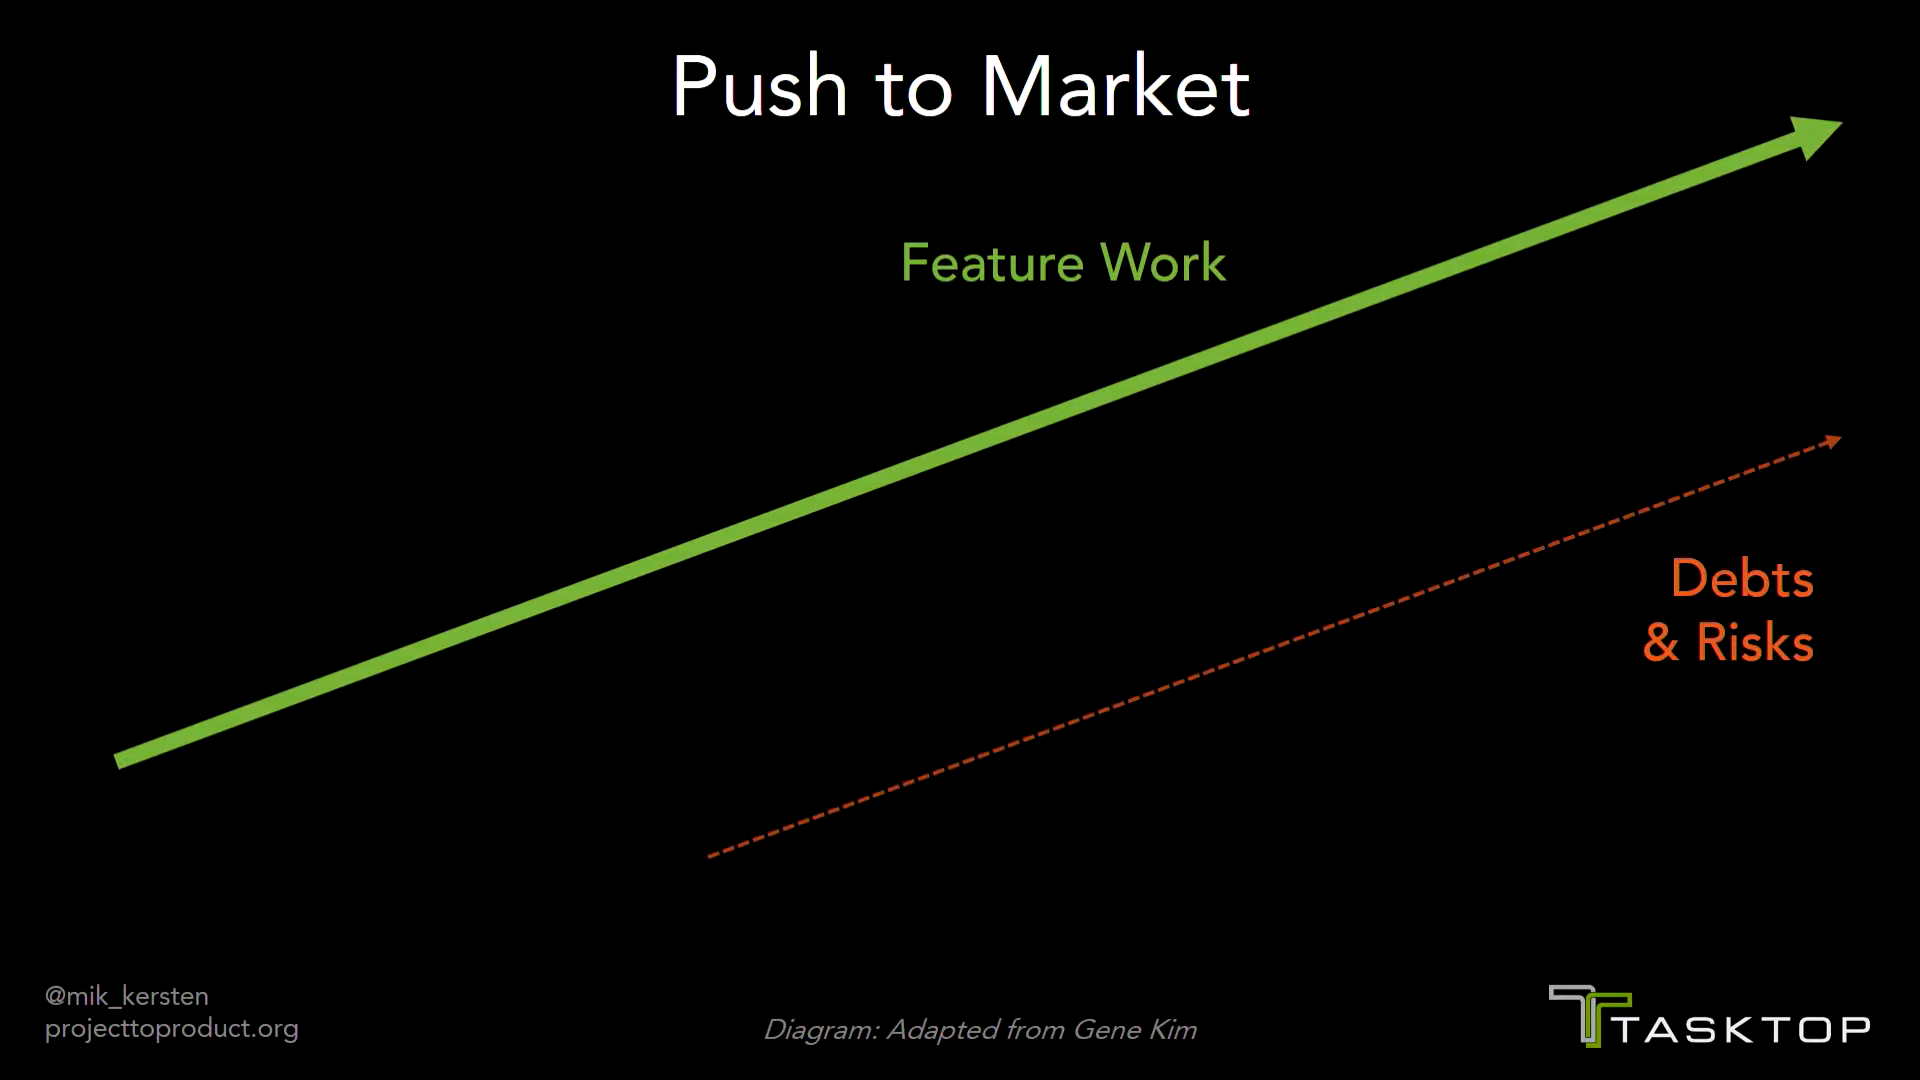 Push to Market
Feature Work
Debts
& Risks
@mik_kersten
projecttoproduct.org
Diagram: Adapted from Gene Kim
TASKTOP